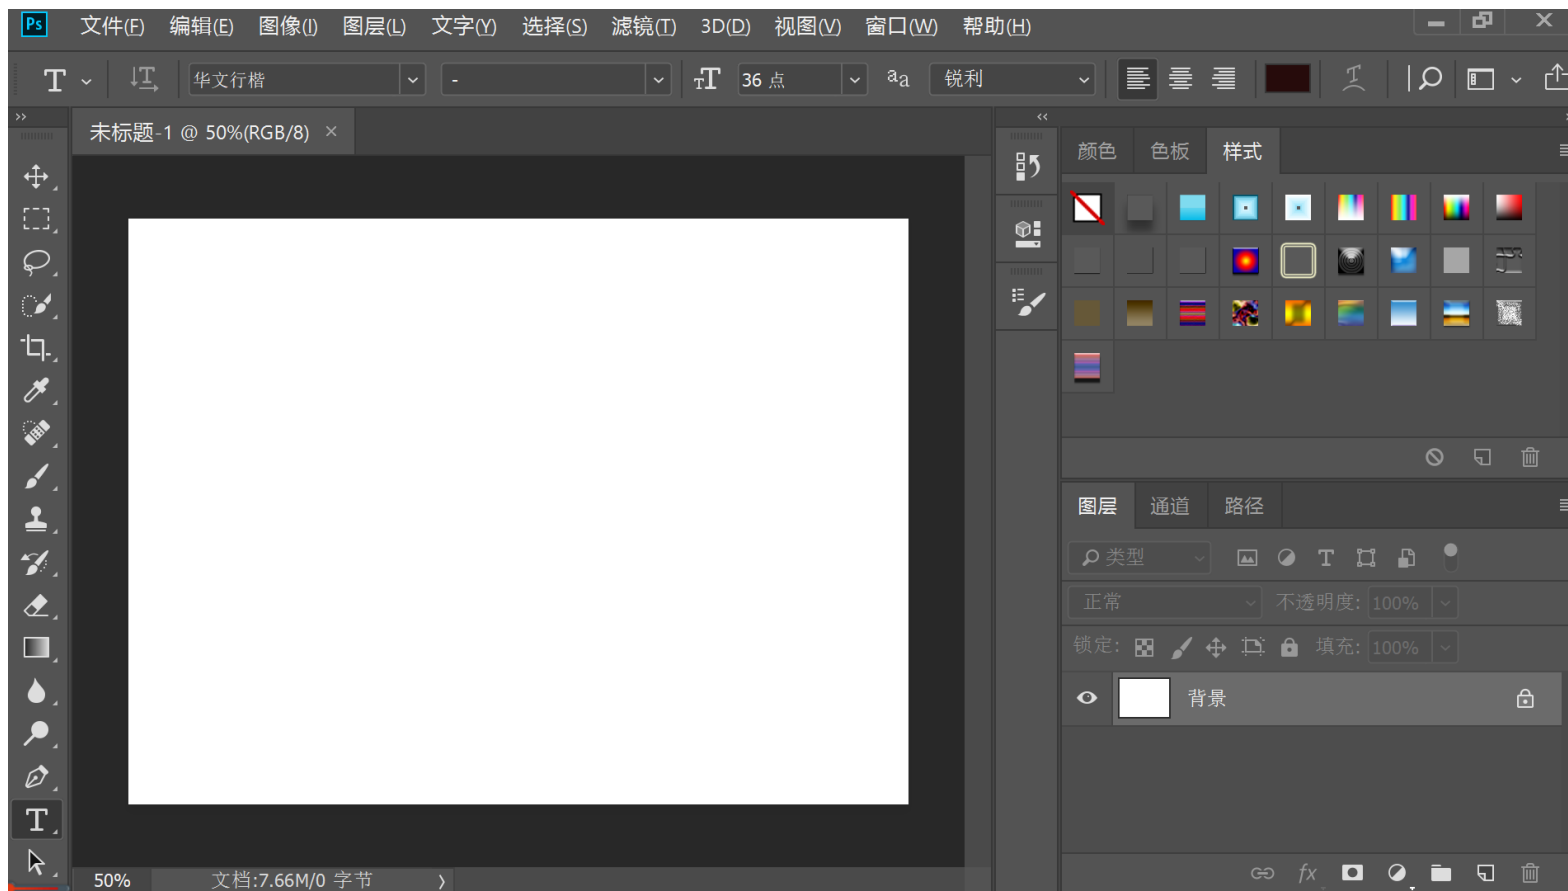 Ps 文件(F) 编辑(E) 图像(I) 图层(L) 文字(Y) 选择(S) 滤镜(T) 3D(D) 视图(V) 窗口(W) 帮助(H)
T 华文行楷 - 36 点 aa 锐利
未标题-1 @ 50%(RGB/8) ×
颜色 色板 样式
图层 通道 路径
类型
正常 不透明度: 100%
锁定: 填充: 100%
背景
50% 文档:7.66M/0 字节
fx